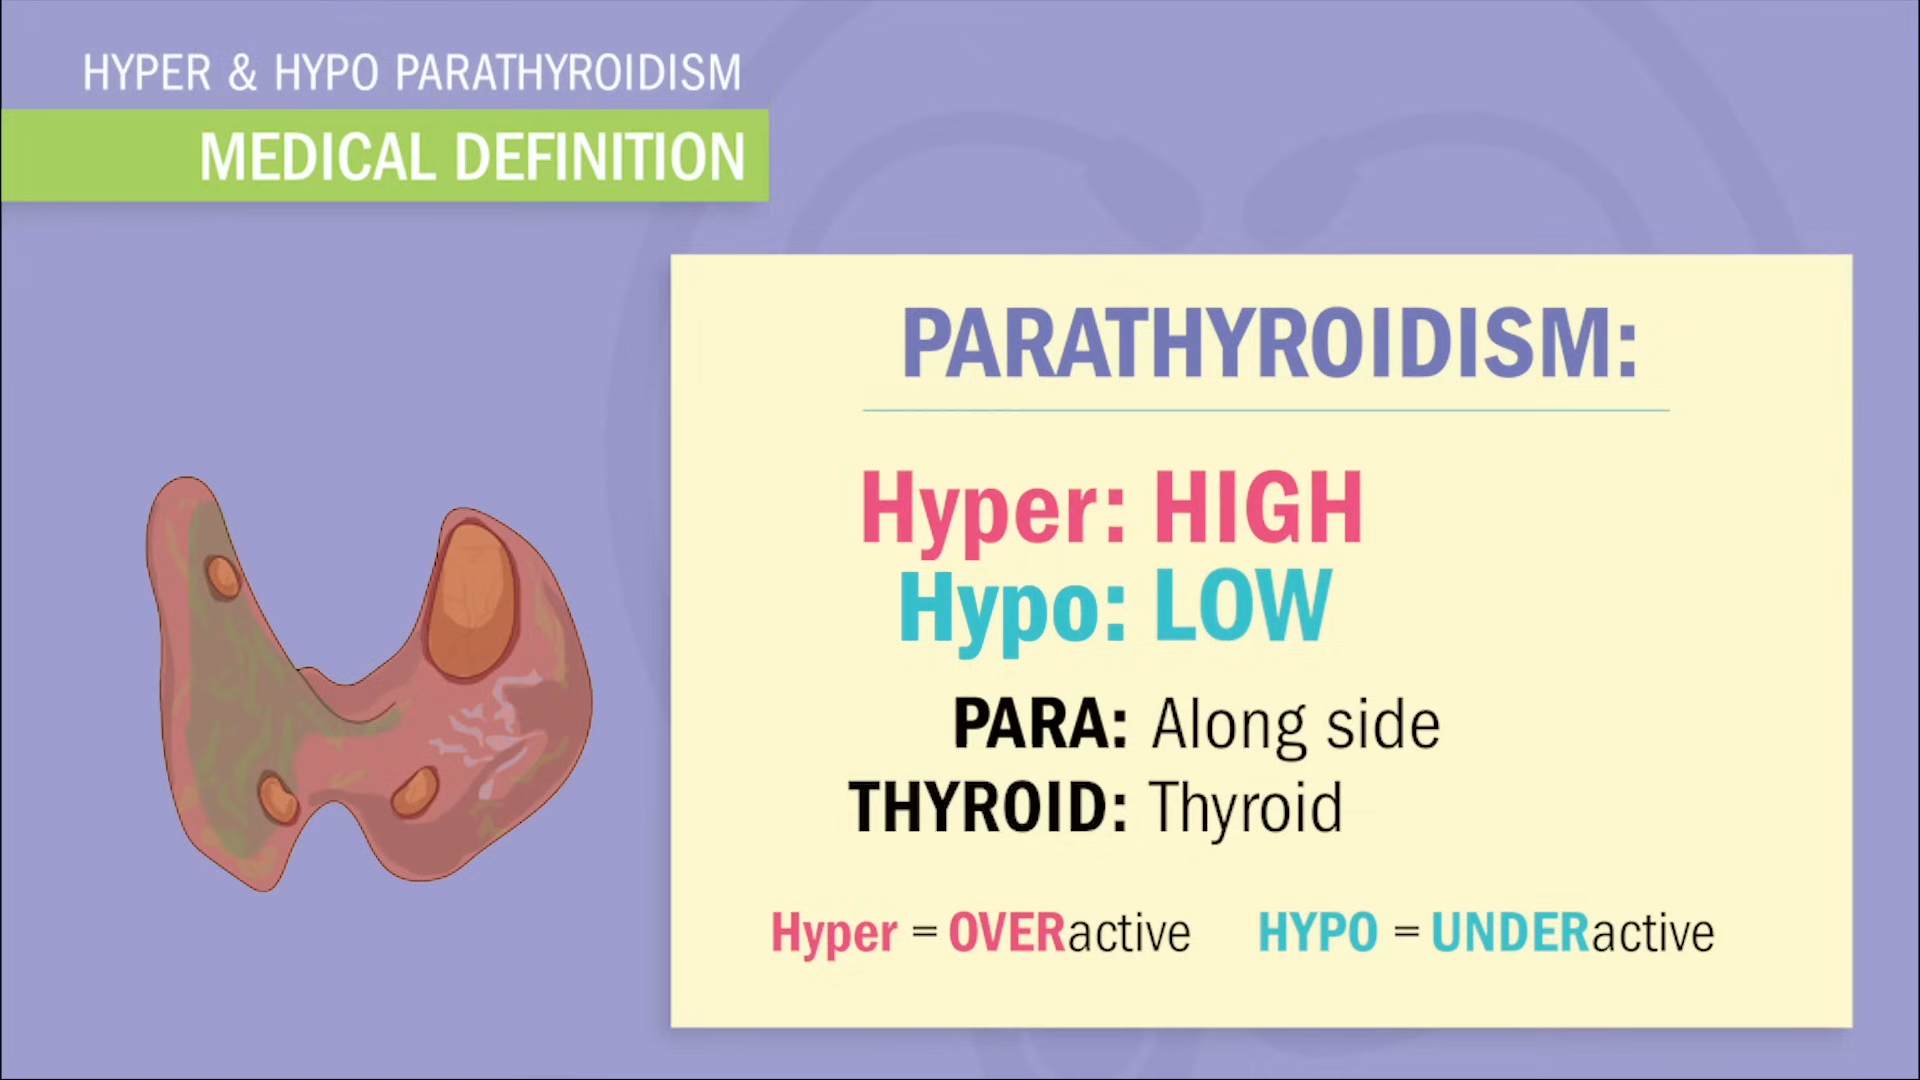 HYPER & HYPO PARATHYROIDISM
MEDICAL DEFINITION
PARATHYROIDISM:
Hyper: HIGH
Hypo: LOW
PARA: Along side
THYROID: Thyroid
Hyper = OVERactive HYPO = UNDERactive